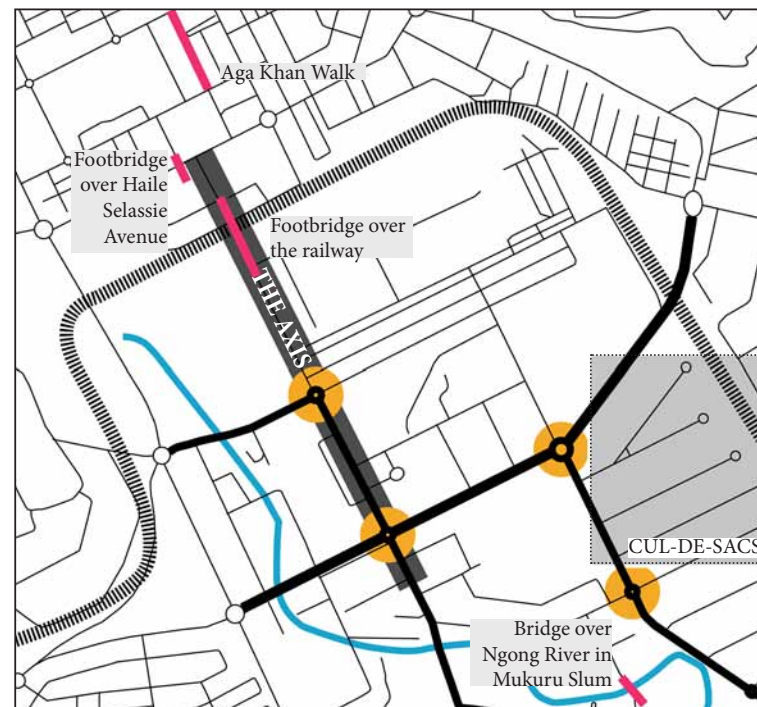 Aga Khan Walk
Footbridge
over Haile
Selassie
Avenue
Footbridge over
the railway
THE AXIS
CUL-DE-SACS
Bridge over
Ngong River in
Mukuru Slum